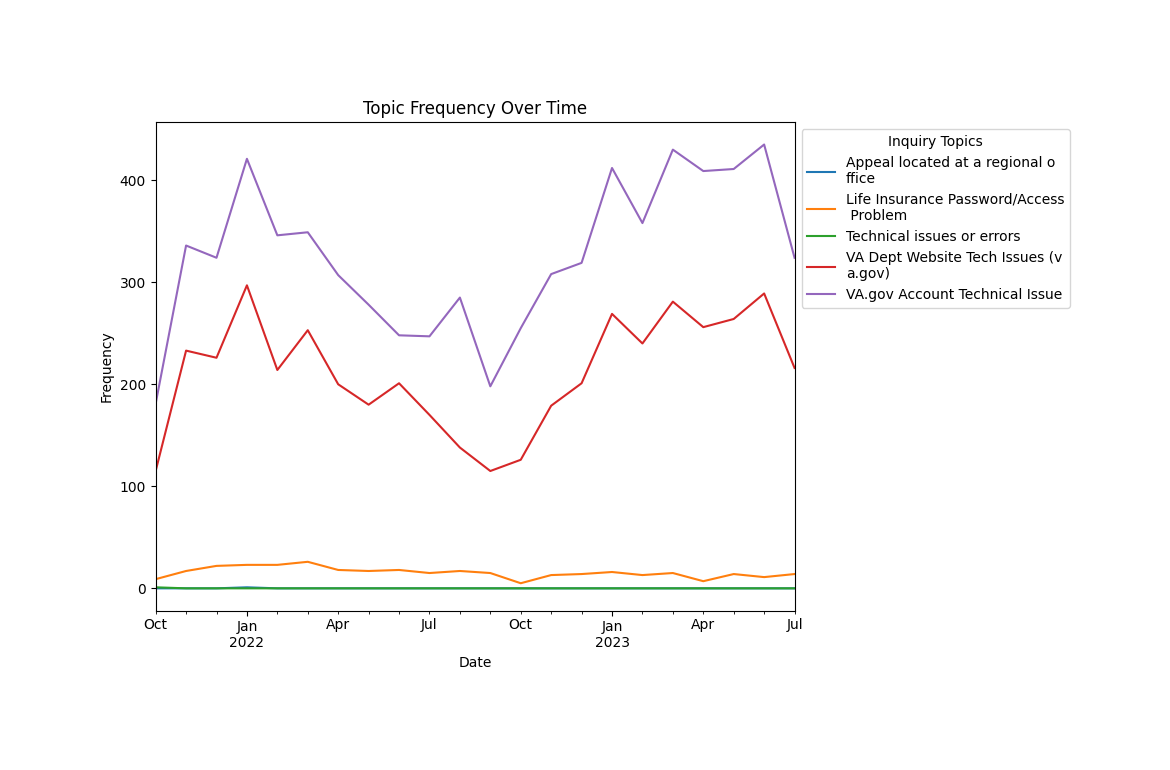 Topic Frequency Over Time
Inquiry Topics
Appeal located at a regional o
ffice
Life Insurance Password/Access
Problem
Technical issues or errors
VA Dept Website Tech Issues (v
a.gov)
VA.gov Account Technical Issue
Frequency
400
300
200
100
0
Oct Jan Apr Jul Oct Jan Apr Jul
2022 2023
Date